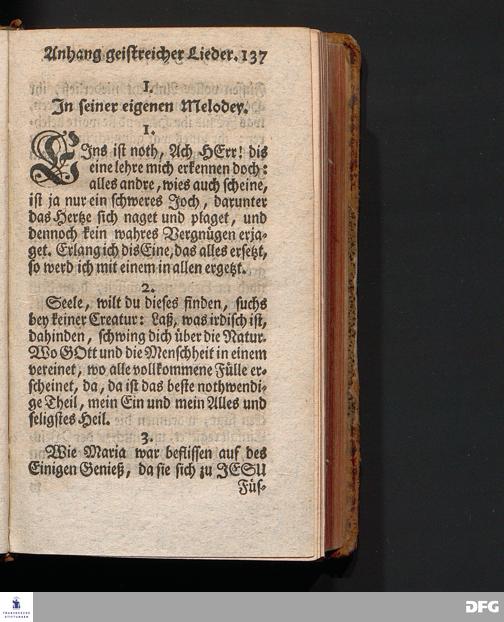 Anhang geistreicher Lieder. 137
I.
In seiner eigenen Melodey.
1.
EIns ist noth, Ach HErr! dis
eine lehre mich erkennen doch:
alles andre, wies auch scheine,
ist ja nur ein schweres Joch, darunter
das Hertze sich naget und plaget, und
dennoch kein wahres Vergnügen erja-
get. Erlang ich dis Eine, das alles ersetzt,
so werd ich mit einem in allen ergetzt.
2.
Seele, wilt du dieses finden, suchs
bey keiner Creatur: Laß, was irdisch ist,
dahinden, schwing dich über die Natur.
Wo GOtt und die Menschheit in einem
vereinet, wo alle vollkommene Fülle er-
scheinet, da, da ist das beste nothwendi-
ge Theil, mein Ein und mein Alles und
seligstes Heil.
3.
Wie Maria war beflissen auf des
Einigen Genieß, da sie sich zu JESU
Füs-
FRANCKESCHE
STIFTUNGEN
DFG